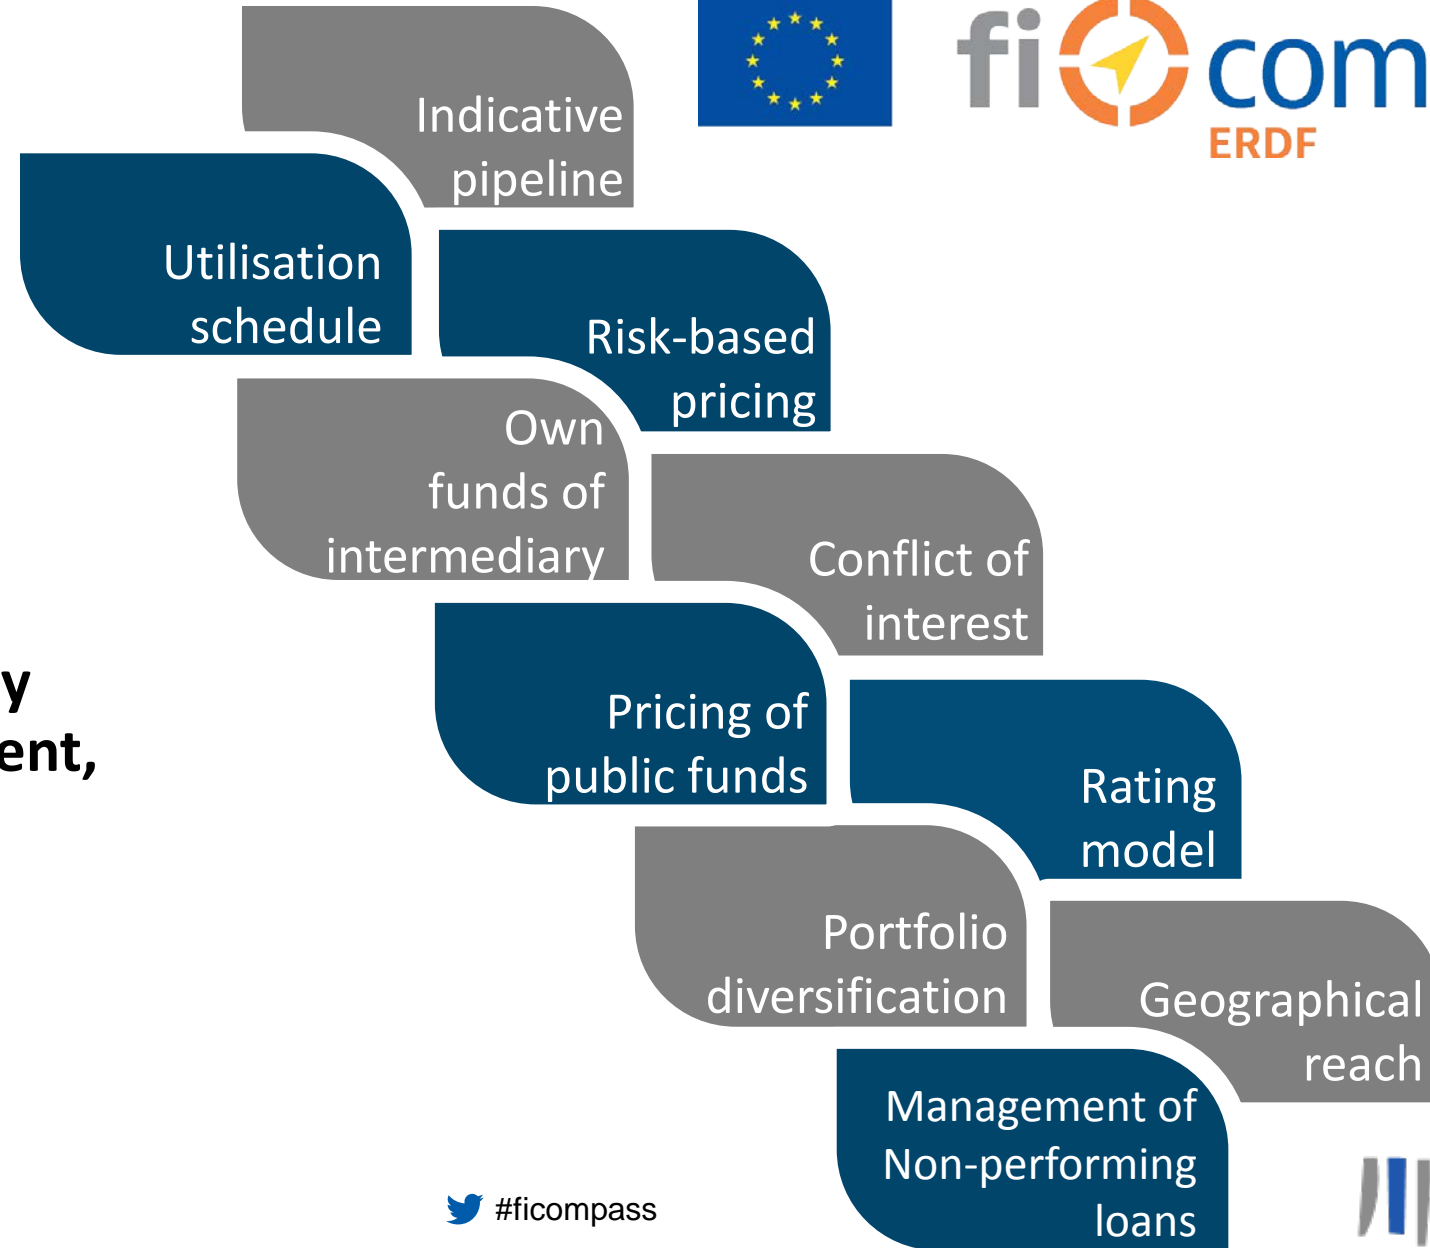 fi com
ERDF
Indicative
pipeline
Utilisation
schedule
Risk-based
pricing
Own
funds of
intermediary
Conflict of
interest
y
ent,
Pricing of
public funds
Rating
model
Portfolio
diversification
Geographical
reach
Management of
Non-performing
loans
#ficompass